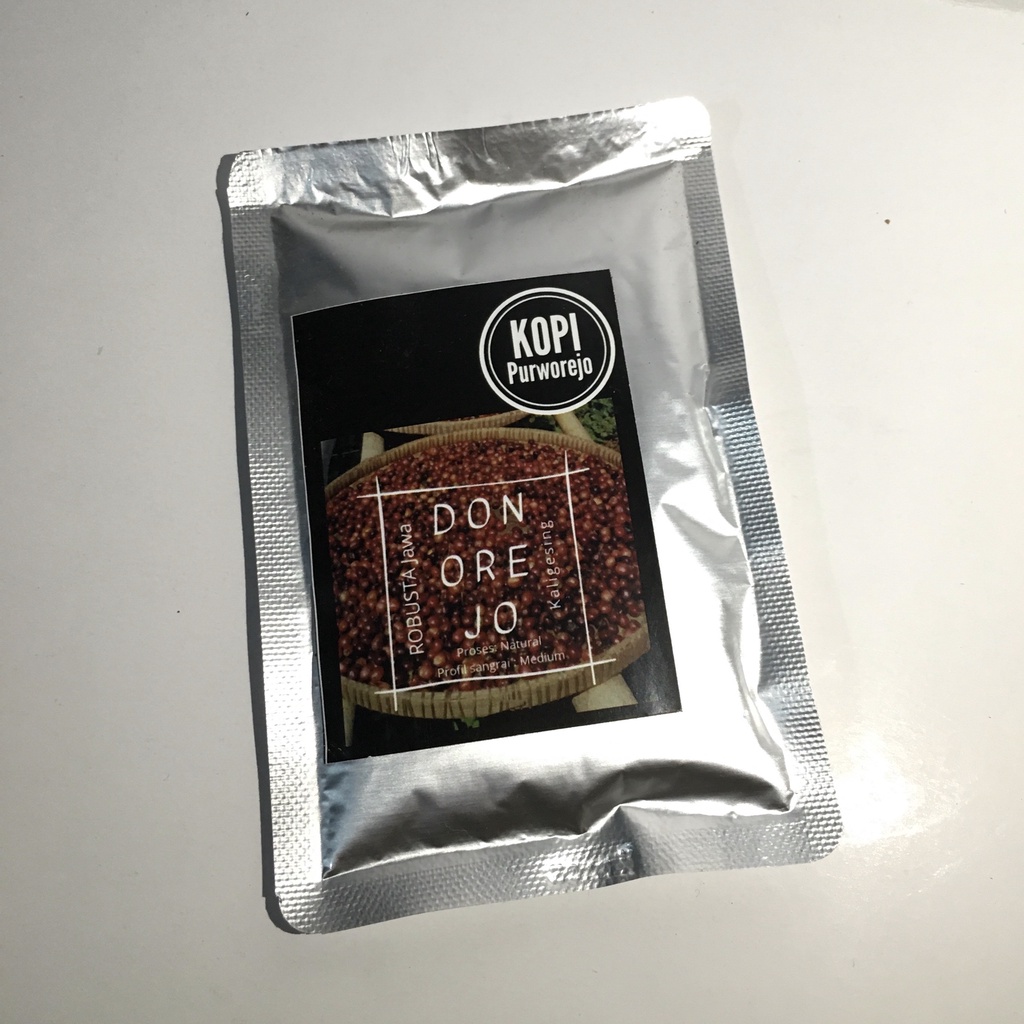 KOPI
Purworejo
ROBUSTA Jawa
DON
ORE
JO
Kaligesing
Proses: Natural
Profil sangrai : Medium